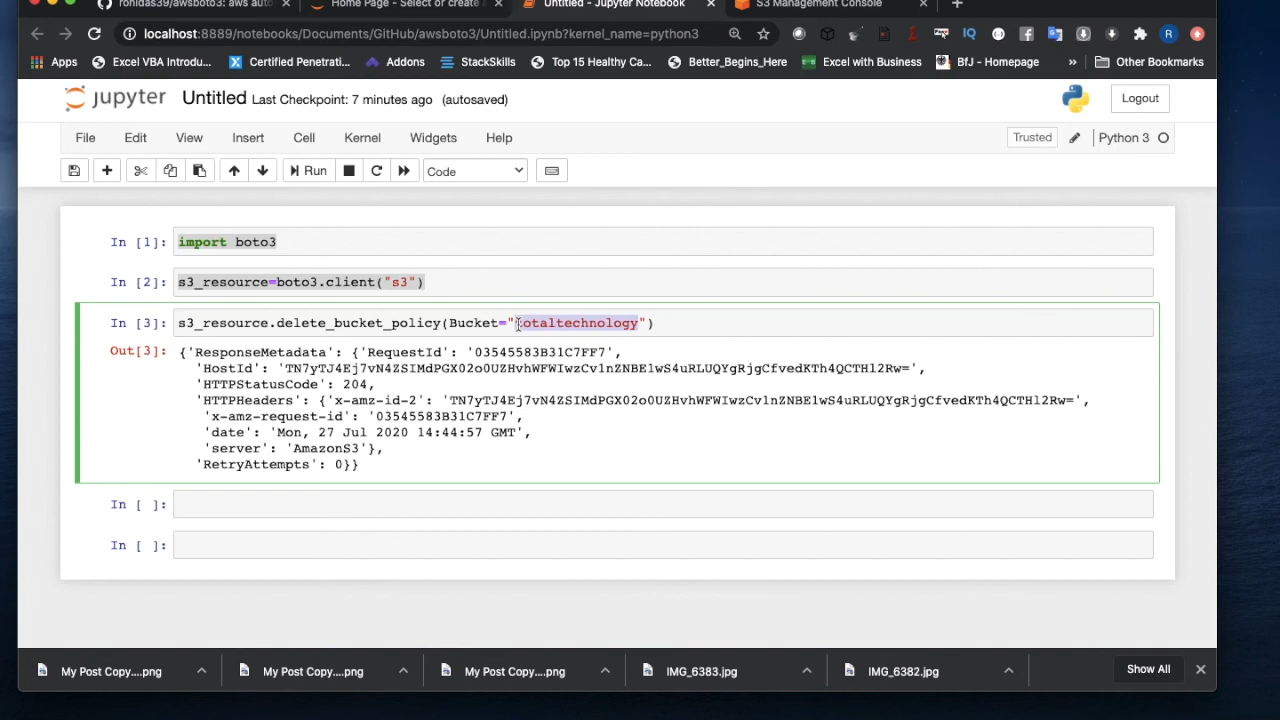 ronidas39/awsboto3: aws auto
Home Page - Select or create a
Untitled - Jupyter Notebook
S3 Management Console
localhost:8889/notebooks/Documents/GitHub/awsboto3/Untitled.ipynb?kernel_name=python3
Apps
Excel VBA Introdu...
Certified Penetrati...
Addons
StackSkills
Top 15 Healthy Ca...
Better_Begins_Here
Excel with Business
BfJ - Homepage
»
Other Bookmarks
jupyter Untitled Last Checkpoint: 7 minutes ago (autosaved)
Logout
File Edit View Insert Cell Kernel Widgets Help
Trusted
Python 3
Run
Code
In [1]: import boto3
In [2]: s3_resource=boto3.client("s3")
In [3]: s3_resource.delete_bucket_policy(Bucket="totaltechnology")
Out[3]: {'ResponseMetadata': {'RequestId': '03545583B31C7FF7',
'HostId': 'TN7yTJ4Ej7vN4ZSIMdPGX02o0UZHvhWFWIwzCv1nZNBE1wS4uRLUQYgRjgCfvedKTh4QCTHl2Rw=',
'HTTPStatusCode': 204,
'HTTPHeaders': {'x-amz-id-2': 'TN7yTJ4Ej7vN4ZSIMdPGX02o0UZHvhWFWIwzCv1nZNBE1wS4uRLUQYgRjgCfvedKTh4QCTHl2Rw=',
'x-amz-request-id': '03545583B31C7FF7',
'date': 'Mon, 27 Jul 2020 14:44:57 GMT',
'server': 'AmazonS3'},
'RetryAttempts': 0}}
In [ ]:
In [ ]:
My Post Copy....png
My Post Copy....png
My Post Copy....png
IMG_6383.jpg
IMG_6382.jpg
Show All